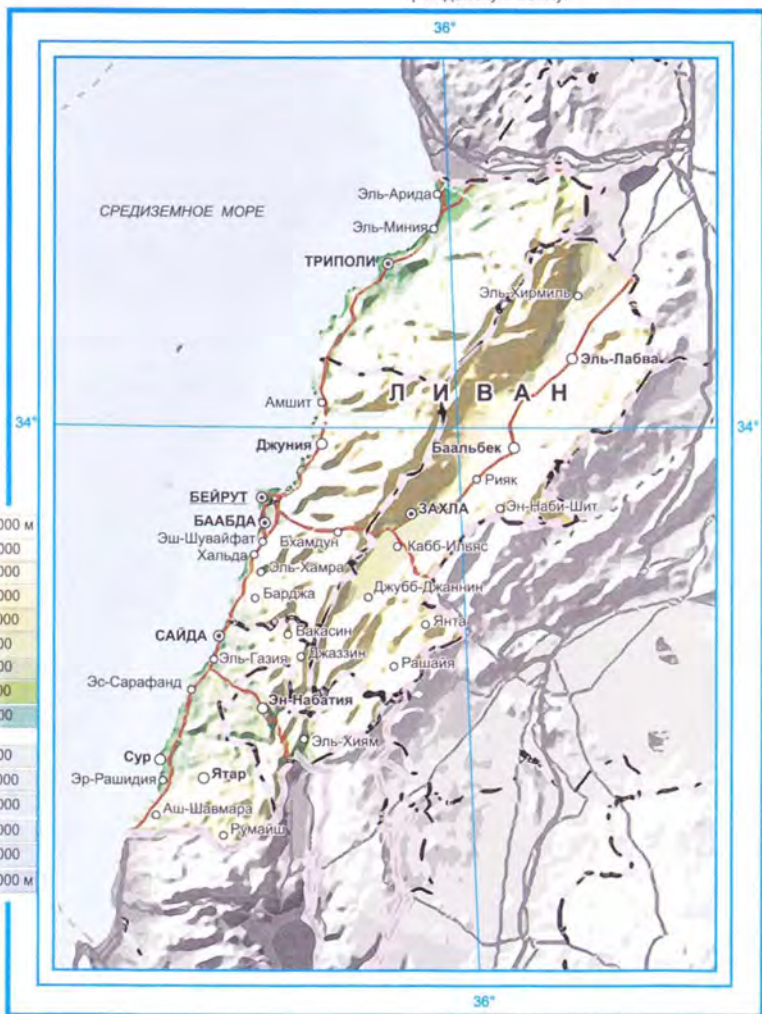 36°
СРЕДИЗЕМНОЕ МОРЕ
Эль-Арида
Эль-Миния
ТРИПОЛИ
Эль-Хирмиль
Эль-Лабва
ЛИВАН
Амшит
34°
34°
Джуния
Баальбек
Рияк
БЕЙРУТ
ЗАХЛА
Эн-Наби-Шит
БААБДА
Эш-Шувайфат
Бхамдун
Кабб-Ильяс
Хальда
Эль-Хамра
Барджа
Джубб-Джаннин
Янта
САЙДА
Вакасин
Эль-Газия
Джаззин
Рашайя
Эс-Сарафанд
Эн-Набатия
Эль-Хиям
Сур
Эр-Рашидия
Ятар
Аш-Шавмара
Румайш
36°